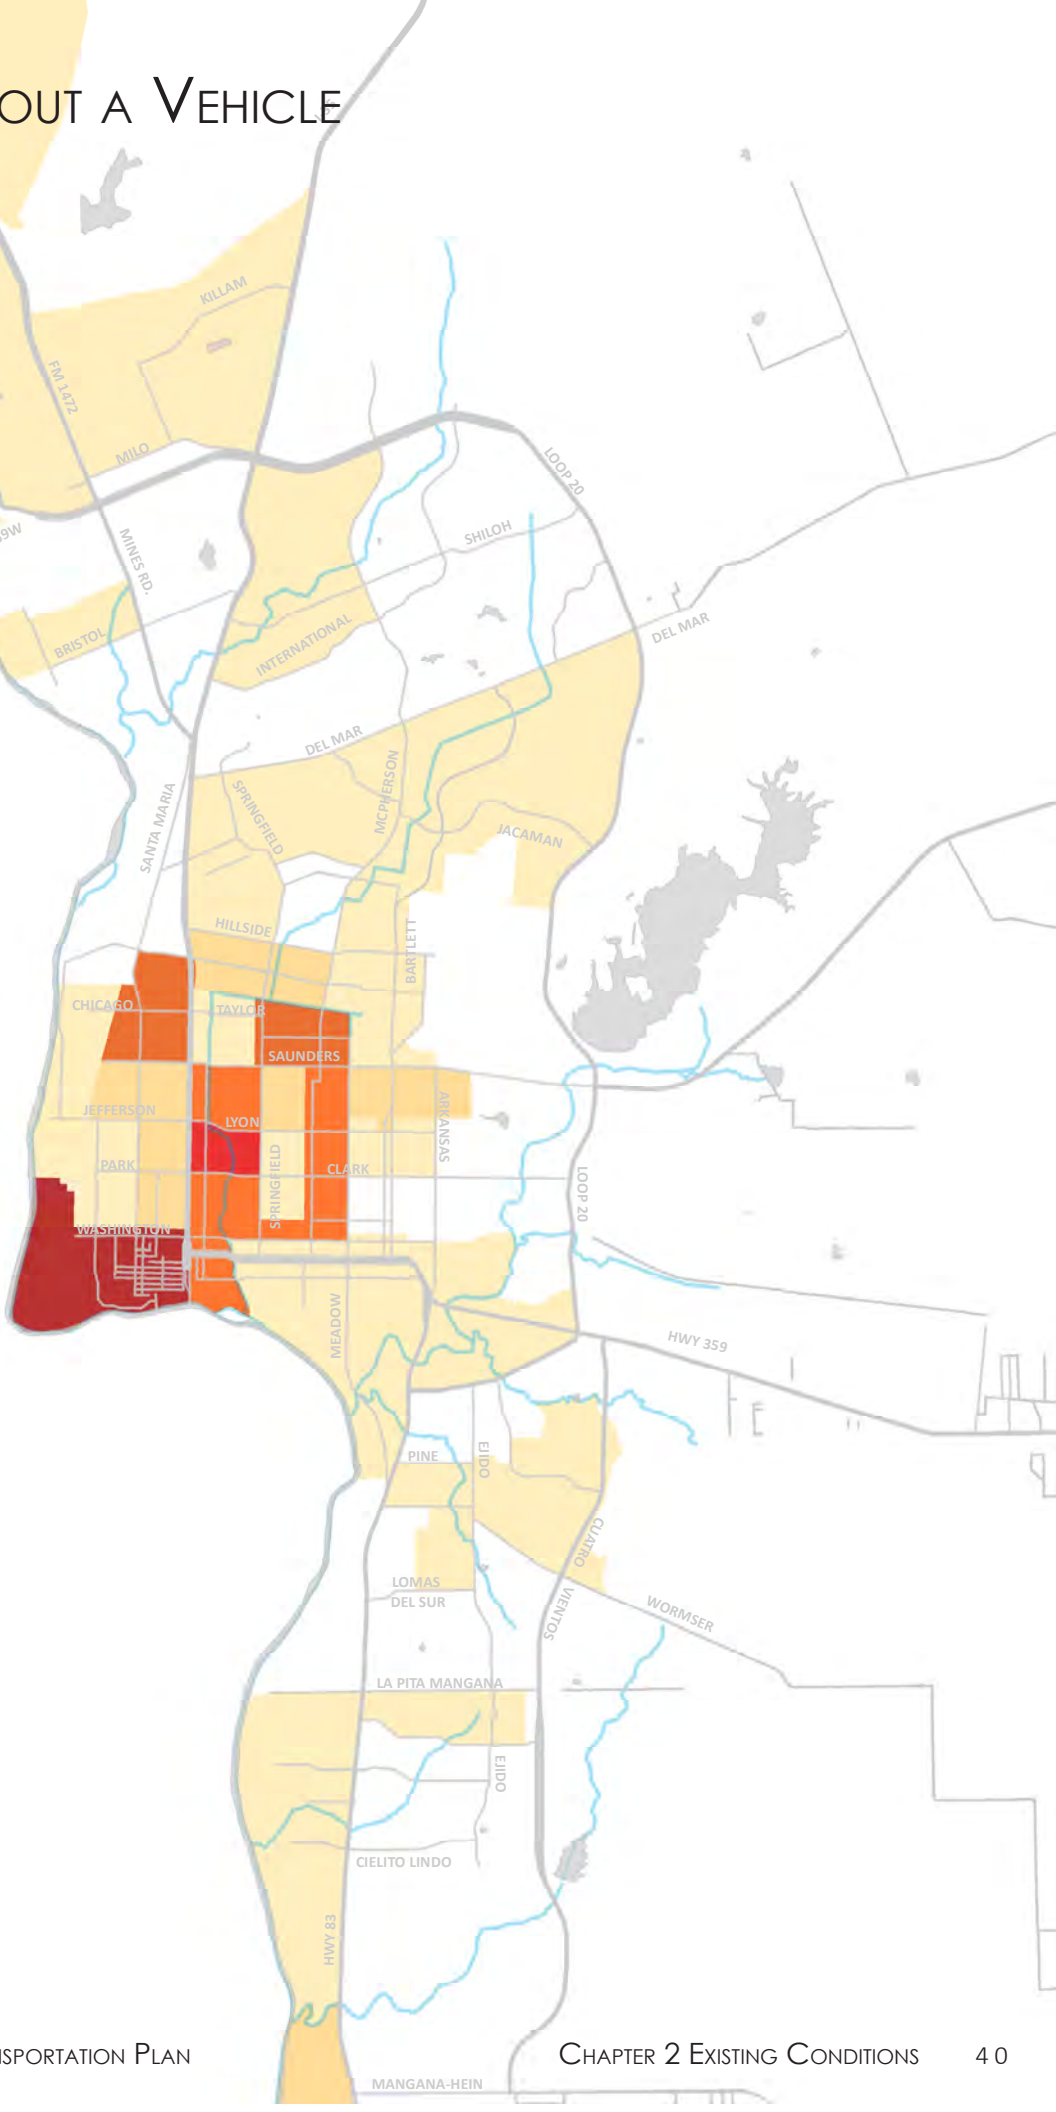 OUT A VEHICLE
I-35
KILLAM
FM 1472
MILO
LOOP 20
9W
MINES RD.
SHILOH
BRISTOL
INTERNATIONAL
DEL MAR
DEL MAR
SANTA MARIA
SPRINGFIELD
MCPHERSON
JACAMAN
HILLSIDE
BARTLETT
CHICAGO
TAYLOR
SAUNDERS
JEFFERSON
LYON
ARKANSAS
PARK
SPRINGFIELD
CLARK
LOOP 20
WASHINGTON
MEADOW
HWY 359
PINE
EJIDO
CUATRO
VIENTOS
LOMAS
DEL SUR
WORMSER
LA PITA MANGANA
EJIDO
CIELITO LINDO
HWY 83
NSPORTATION PLAN
CHAPTER 2 EXISTING CONDITIONS 40
MANGANA-HEIN